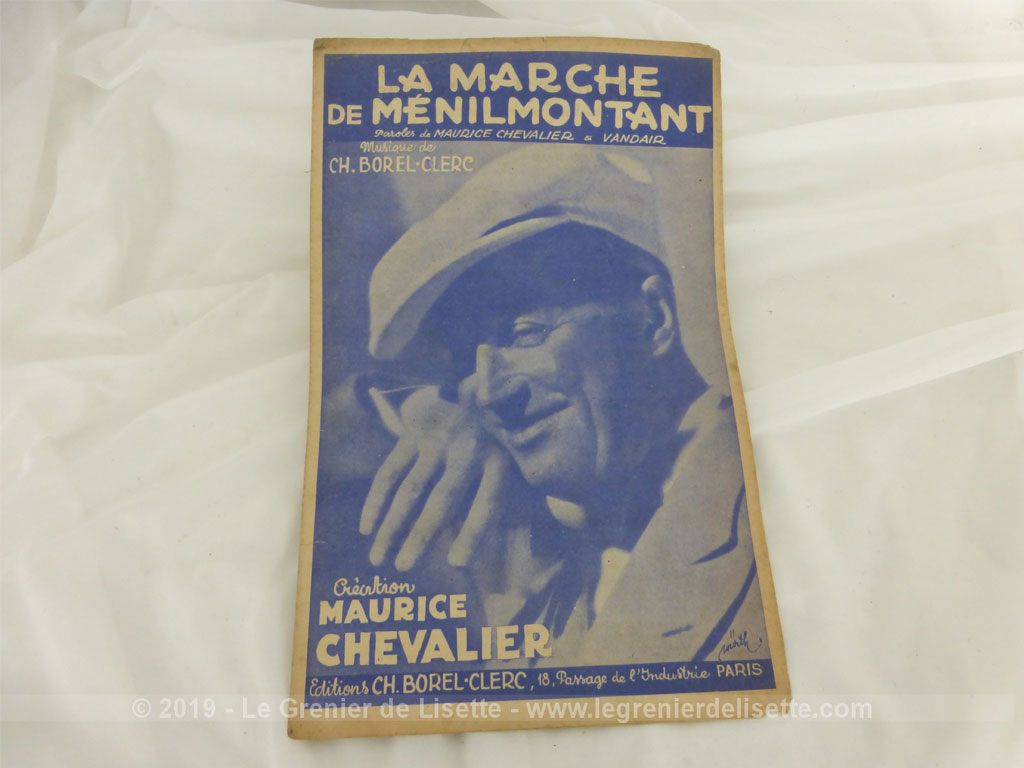 LA MARCHE
DE MÉNILMONTANT
Paroles de MAURICE CHEVALIER & VANDAIR
Musique de
CH. BOREL-CLERC
Création
MAURICE
CHEVALIER
Editions CH. BOREL-CLERC, 18, Passage de l'Industrie PARIS
© 2019 - Le Grenier de Lisette - www.legrenierdelisette.com